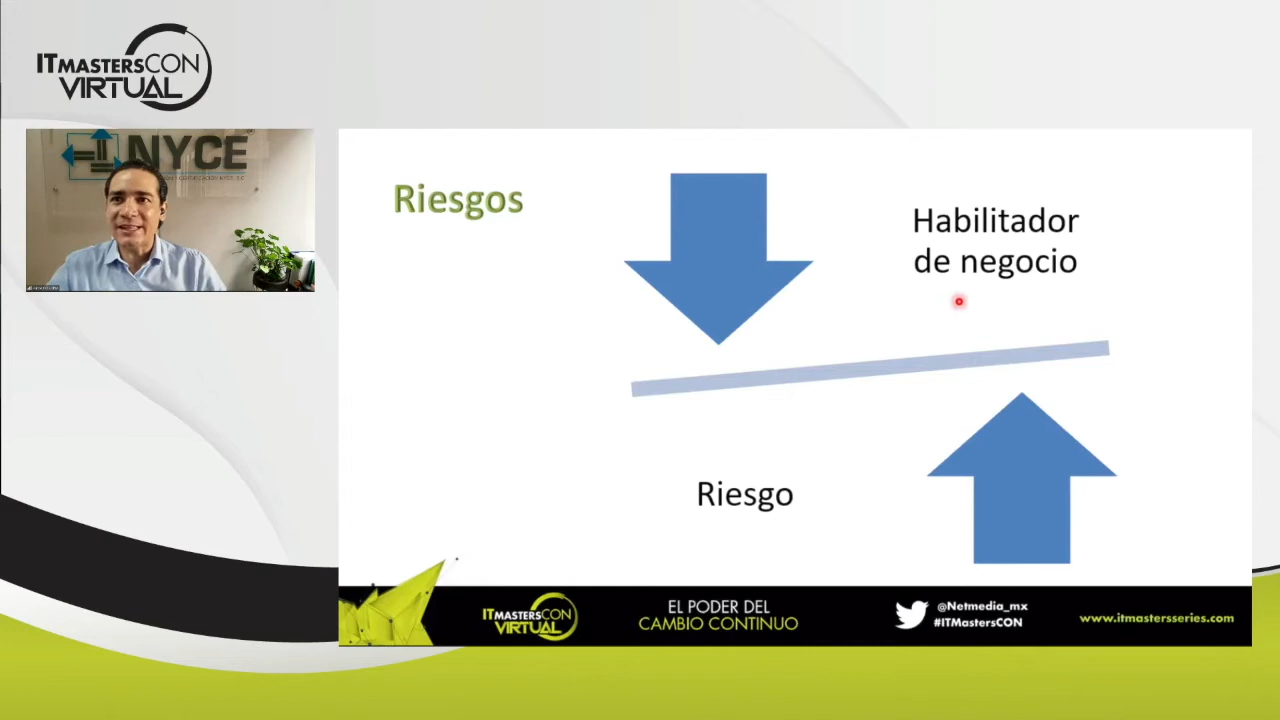 ITMASTERSCON
VIRTUAL
NYCE
Riesgos
Habilitador
de negocio
Riesgo
ITMASTERSCON
VIRTUAL
EL PODER DEL
CAMBIO CONTINUO
@Netmedia_mx
#ITMastersCON
www.itmastersseries.com